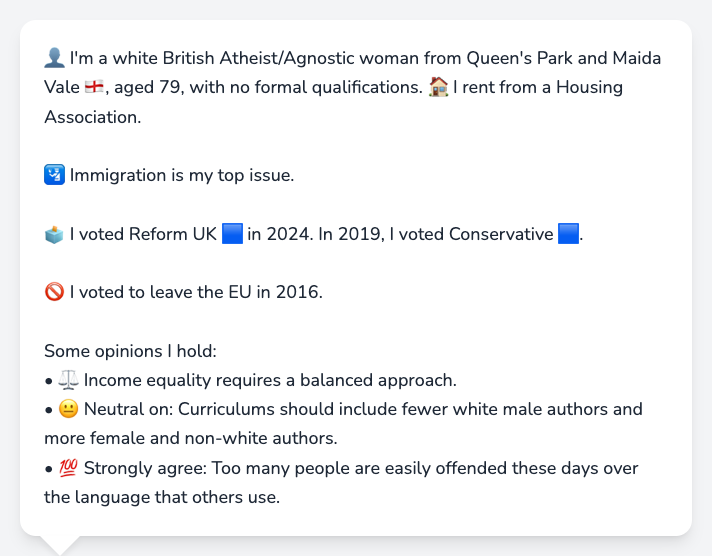 👤 I'm a white British Atheist/Agnostic woman from Queen's Park and Maida
Vale 🏴󠁧󠁢󠁥󠁮󠁧󠁿, aged 79, with no formal qualifications. 🏠 I rent from a Housing
Association.
🛂 Immigration is my top issue.
🗳️ I voted Reform UK 🟦 in 2024. In 2019, I voted Conservative 🟦.
🚫 I voted to leave the EU in 2016.
Some opinions I hold:
• ⚖️ Income equality requires a balanced approach.
• 😐 Neutral on: Curriculums should include fewer white male authors and
more female and non-white authors.
• 💯 Strongly agree: Too many people are easily offended these days over
the language that others use.